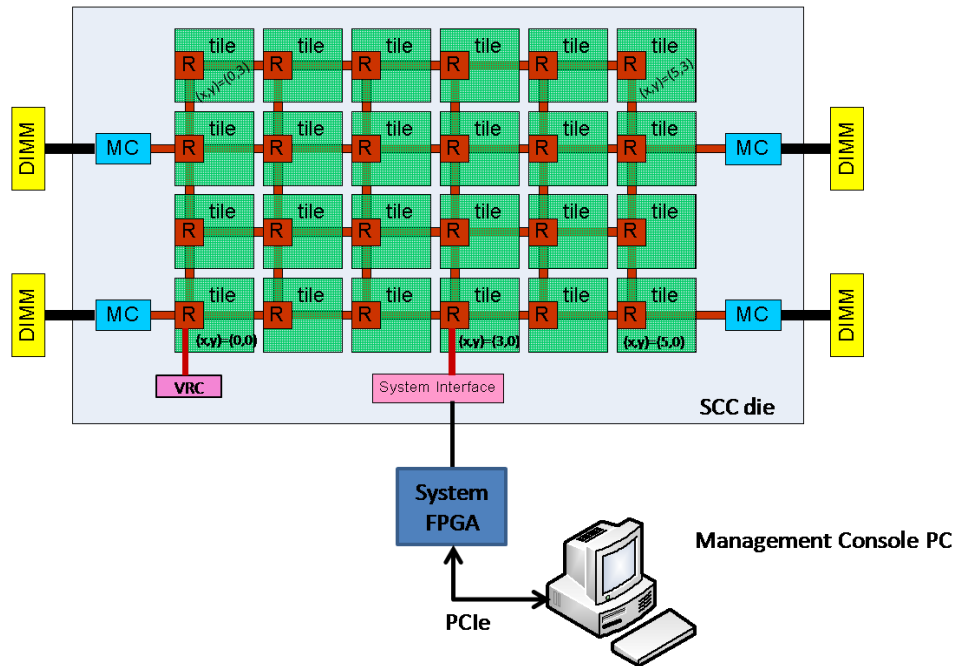 tile tile tile tile tile tile
R R R R R R
(x,y)=(0,3) (x,y)=(5,3)
tile tile tile tile tile tile
DIMM MC R R R R R R MC DIMM
tile tile tile tile tile tile
R R R R R R
tile tile tile tile tile tile
DIMM MC R R R R R R MC DIMM
(x,y)=(0,0) (x,y)=(3,0) (x,y)=(5,0)
VRC System Interface
SCC die
System
FPGA
Management Console PC
PCIe